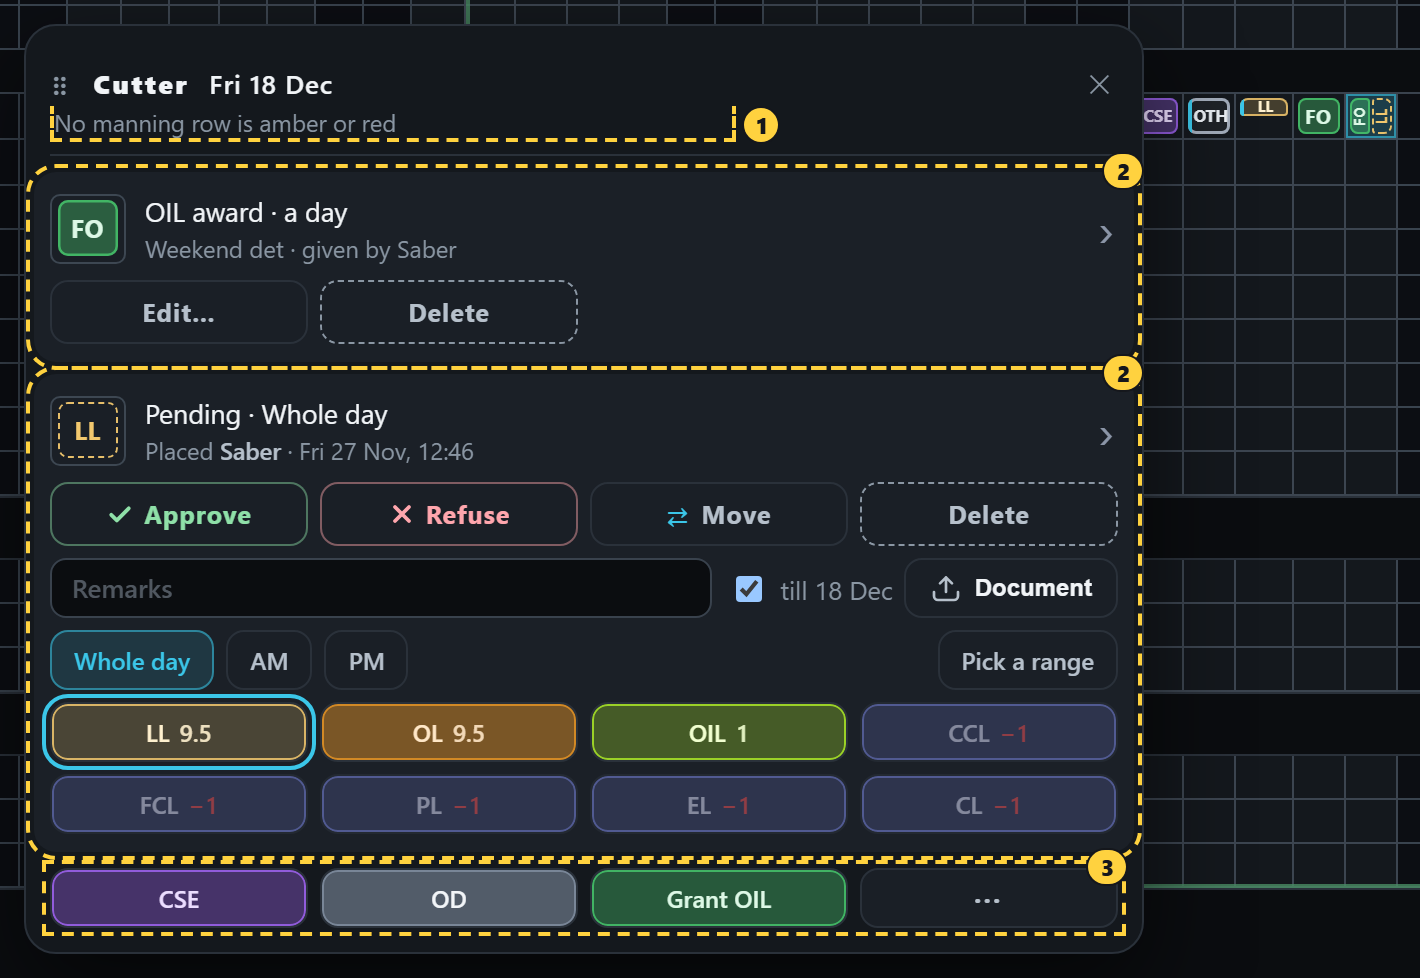 Cutter Fri 18 Dec
No manning row is amber or red
1
CSE OTH LL FO FO LL
2
FO OIL award · a day
Weekend det · given by Saber
Edit... Delete
2
LL Pending · Whole day
Placed Saber · Fri 27 Nov, 12:46
Approve Refuse Move Delete
Remarks till 18 Dec Document
Whole day AM PM Pick a range
LL 9.5 OL 9.5 OIL 1 CCL −1
FCL −1 PL −1 EL −1 CL −1
3
CSE OD Grant OIL ...